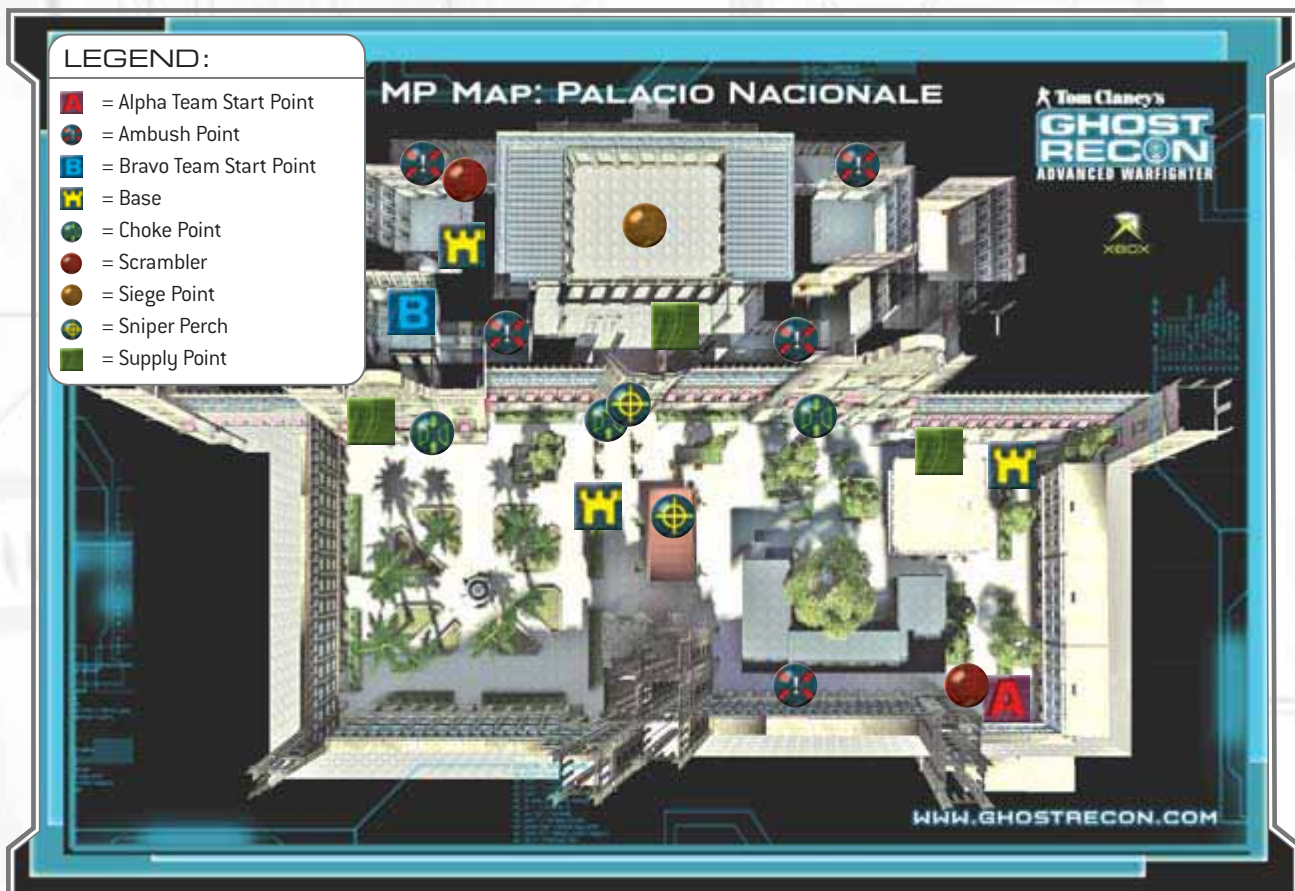 LEGEND:
A = Alpha Team Start Point
= Ambush Point
B = Bravo Team Start Point
= Base
= Choke Point
= Scrambler
= Siege Point
= Sniper Perch
= Supply Point
MP MAP: PALACIO NACIONALE
Tom Clancy's
GHOST
RECON
ADVANCED WARFIGHTER
XBOX
B
A
WWW.GHOSTRECON.COM